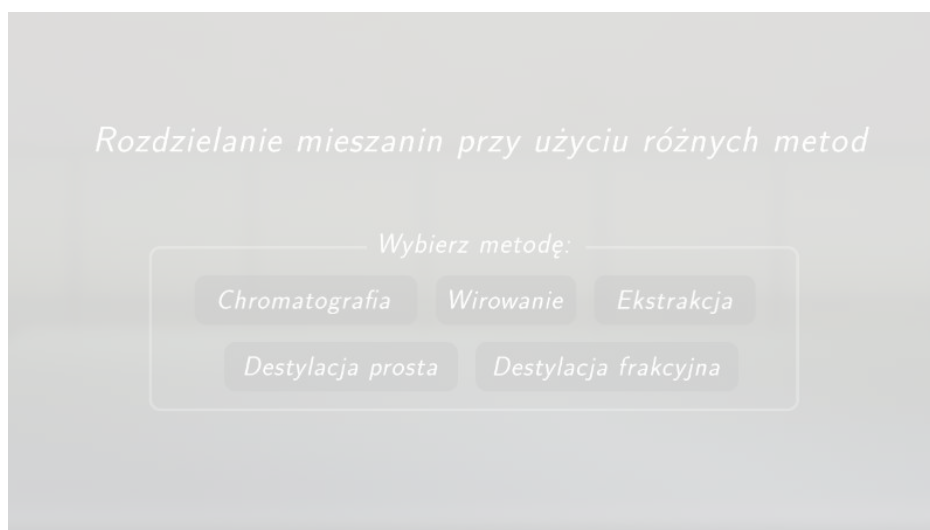 Rozdzielanie mieszanin przy użyciu różnych metod
Wybierz metodę:
Chromatografia Wirowanie Ekstrakcja
Destylacja prosta Destylacja frakcyjna